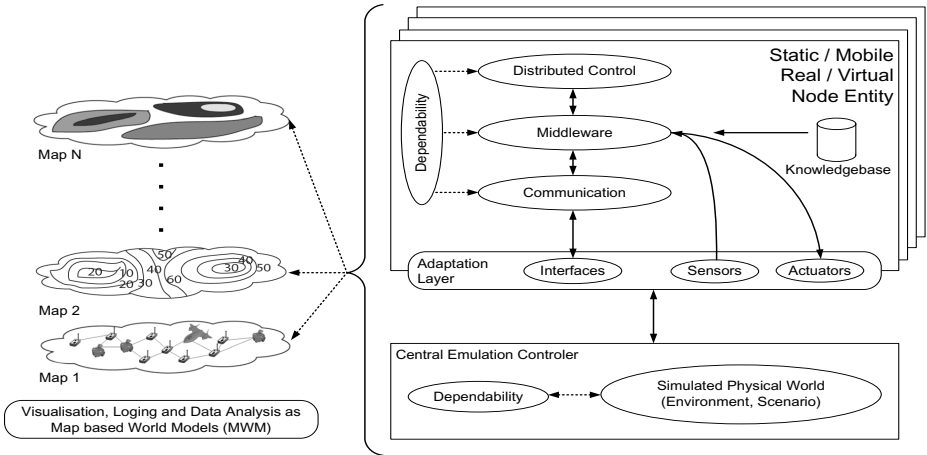 Map N
50
20
10
40
40
30
50
20
30
60
Map 2
Map 1
Visualisation, Loging and Data Analysis as
Map based World Models (MWM)
Static / Mobile
Real / Virtual
Node Entity
Dependability
Distributed Control
Middleware
Communication
Knowledgebase
Adaptation
Layer
Interfaces
Sensors
Actuators
Central Emulation Controler
Dependability
Simulated Physical World
(Environment, Scenario)